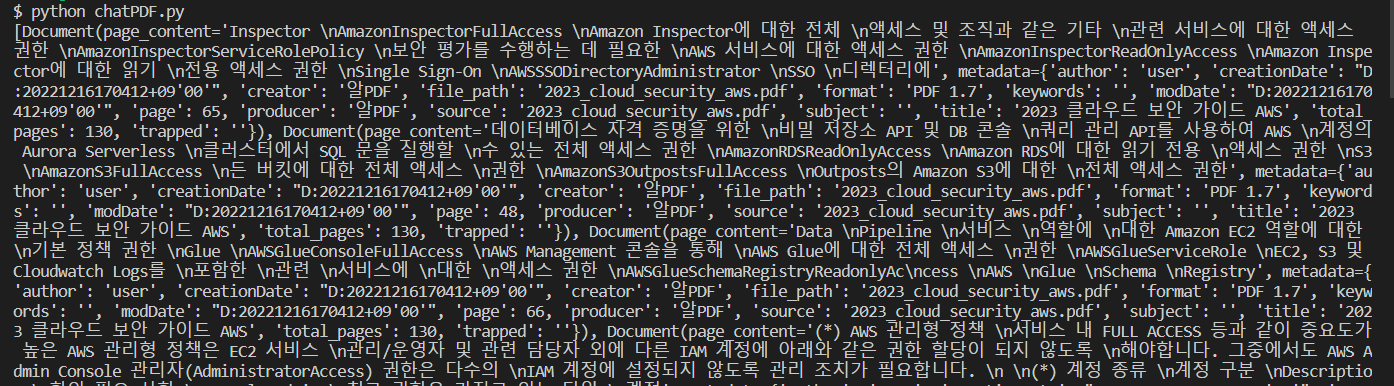 $ python chatPDF.py
[Document(page_content='Inspector \nAmazonInspectorFullAccess \nAmazon Inspector에 대한 전체 \n액세스 및 조직과 같은 기타 \n관련 서비스에 대한 액세스
권한 \nAmazonInspectorServiceRolePolicy \n보안 평가를 수행하는 데 필요한 \nAWS 서비스에 대한 액세스 권한 \nAmazonInspectorReadOnlyAccess \nAmazon Inspe
ctor에 대한 읽기 \n전용 액세스 권한 \nSingle Sign-On \nAWSSSODirectoryAdministrator \nSSO \n디렉터리에', metadata={'author': 'user', 'creationDate': "D
:20221216170412+09'00'", 'creator': '알PDF', 'file_path': '2023_cloud_security_aws.pdf', 'format': 'PDF 1.7', 'keywords': '', 'modDate': "D:20221216170
412+09'00'", 'page': 65, 'producer': '알PDF', 'source': '2023_cloud_security_aws.pdf', 'subject': '', 'title': '2023 클라우드 보안 가이드 AWS', 'total_
pages': 130, 'trapped': ''}), Document(page_content='데이터베이스 자격 증명을 위한 \n비밀 저장소 API 및 DB 콘솔 \n쿼리 관리 API를 사용하여 AWS \n계정의
 Aurora Serverless \n클러스터에서 SQL 문을 실행할 \n수 있는 전체 액세스 권한 \nAmazonRDSReadOnlyAccess \nAmazon RDS에 대한 읽기 전용 \n액세스 권한 \nS3
 \nAmazonS3FullAccess \n든 버킷에 대한 전체 액세스 \n권한 \nAmazonS3OutpostsFullAccess \nOutposts의 Amazon S3에 대한 \n전체 액세스 권한', metadata={'au
thor': 'user', 'creationDate': "D:20221216170412+09'00'", 'creator': '알PDF', 'file_path': '2023_cloud_security_aws.pdf', 'format': 'PDF 1.7', 'keyword
s': '', 'modDate': "D:20221216170412+09'00'", 'page': 48, 'producer': '알PDF', 'source': '2023_cloud_security_aws.pdf', 'subject': '', 'title': '2023
클라우드 보안 가이드 AWS', 'total_pages': 130, 'trapped': ''}), Document(page_content='Data \nPipeline \n서비스 \n역할에 \n대한 Amazon EC2 역할에 대한
\n기본 정책 권한 \nGlue \nAWSGlueConsoleFullAccess \nAWS Management 콘솔을 통해 \nAWS Glue에 대한 전체 액세스 \n권한 \nAWSGlueServiceRole \nEC2, S3 및
Cloudwatch Logs를 \n포함한 \n관련 \n서비스에 \n대한 \n액세스 권한 \nAWSGlueSchemaRegistryReadonlyAc\ncess \nAWS \nGlue \nSchema \nRegistry', metadata={
'author': 'user', 'creationDate': "D:20221216170412+09'00'", 'creator': '알PDF', 'file_path': '2023_cloud_security_aws.pdf', 'format': 'PDF 1.7', 'keyw
ords': '', 'modDate': "D:20221216170412+09'00'", 'page': 66, 'producer': '알PDF', 'source': '2023_cloud_security_aws.pdf', 'subject': '', 'title': '202
3 클라우드 보안 가이드 AWS', 'total_pages': 130, 'trapped': ''}), Document(page_content='(*) AWS 관리형 정책 \n서비스 내 FULL ACCESS 등과 같이 중요도가
 높은 AWS 관리형 정책은 EC2 서비스 \n관리/운영자 및 관련 담당자 외에 다른 IAM 계정에 아래와 같은 권한 할당이 되지 않도록 \n해야합니다. 그중에서도 AWS A
dmin Console 관리자(AdministratorAccess) 권한은 다수의 \nIAM 계정에 설정되지 않도록 관리 조치가 필요합니다. \n \n(*) 계정 종류 \n계정 구분 \nDescriptio